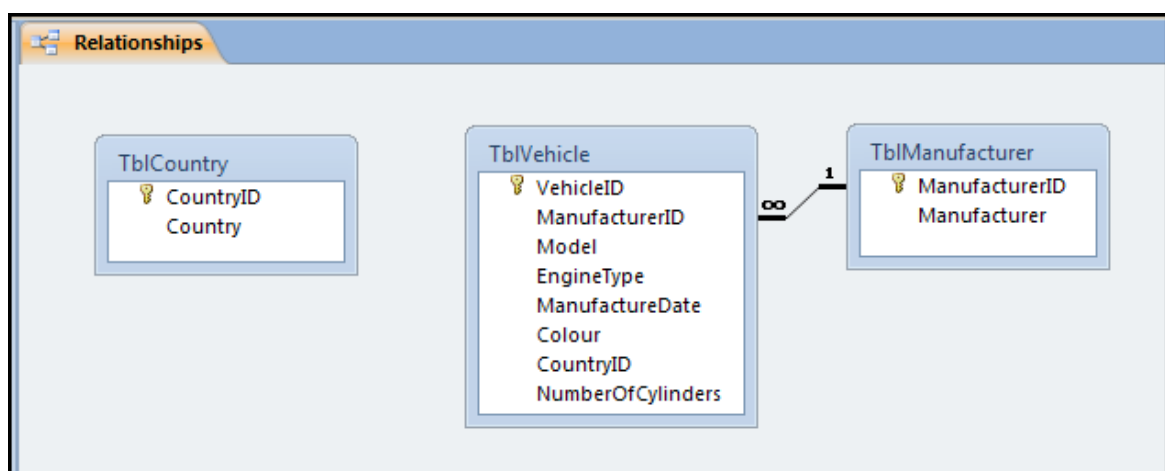 Relationships
TblCountry
CountryID
Country
TblVehicle
VehicleID
ManufacturerID
Model
EngineType
ManufactureDate
Colour
CountryID
NumberOfCylinders
∞
1
TblManufacturer
ManufacturerID
Manufacturer